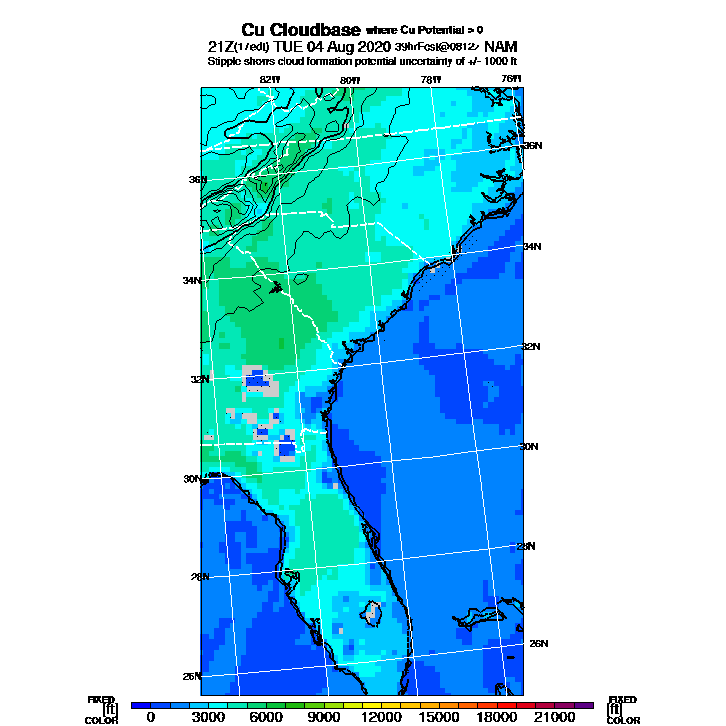 Cu Cloudbase where Cu Potential > 0
21Z(17edt) TUE 04 Aug 2020 39hrFcst@0812z NAM
Stipple shows cloud formation potential uncertainty of +/- 1000 ft
82W 80W 78W 76W
36N
36N
34N
34N
32N
32N
30N
30N
28N
28N
26N
26N
FIXED FIXED
[ft] [ft]
COLOR COLOR
0 3000 6000 9000 12000 15000 18000 21000